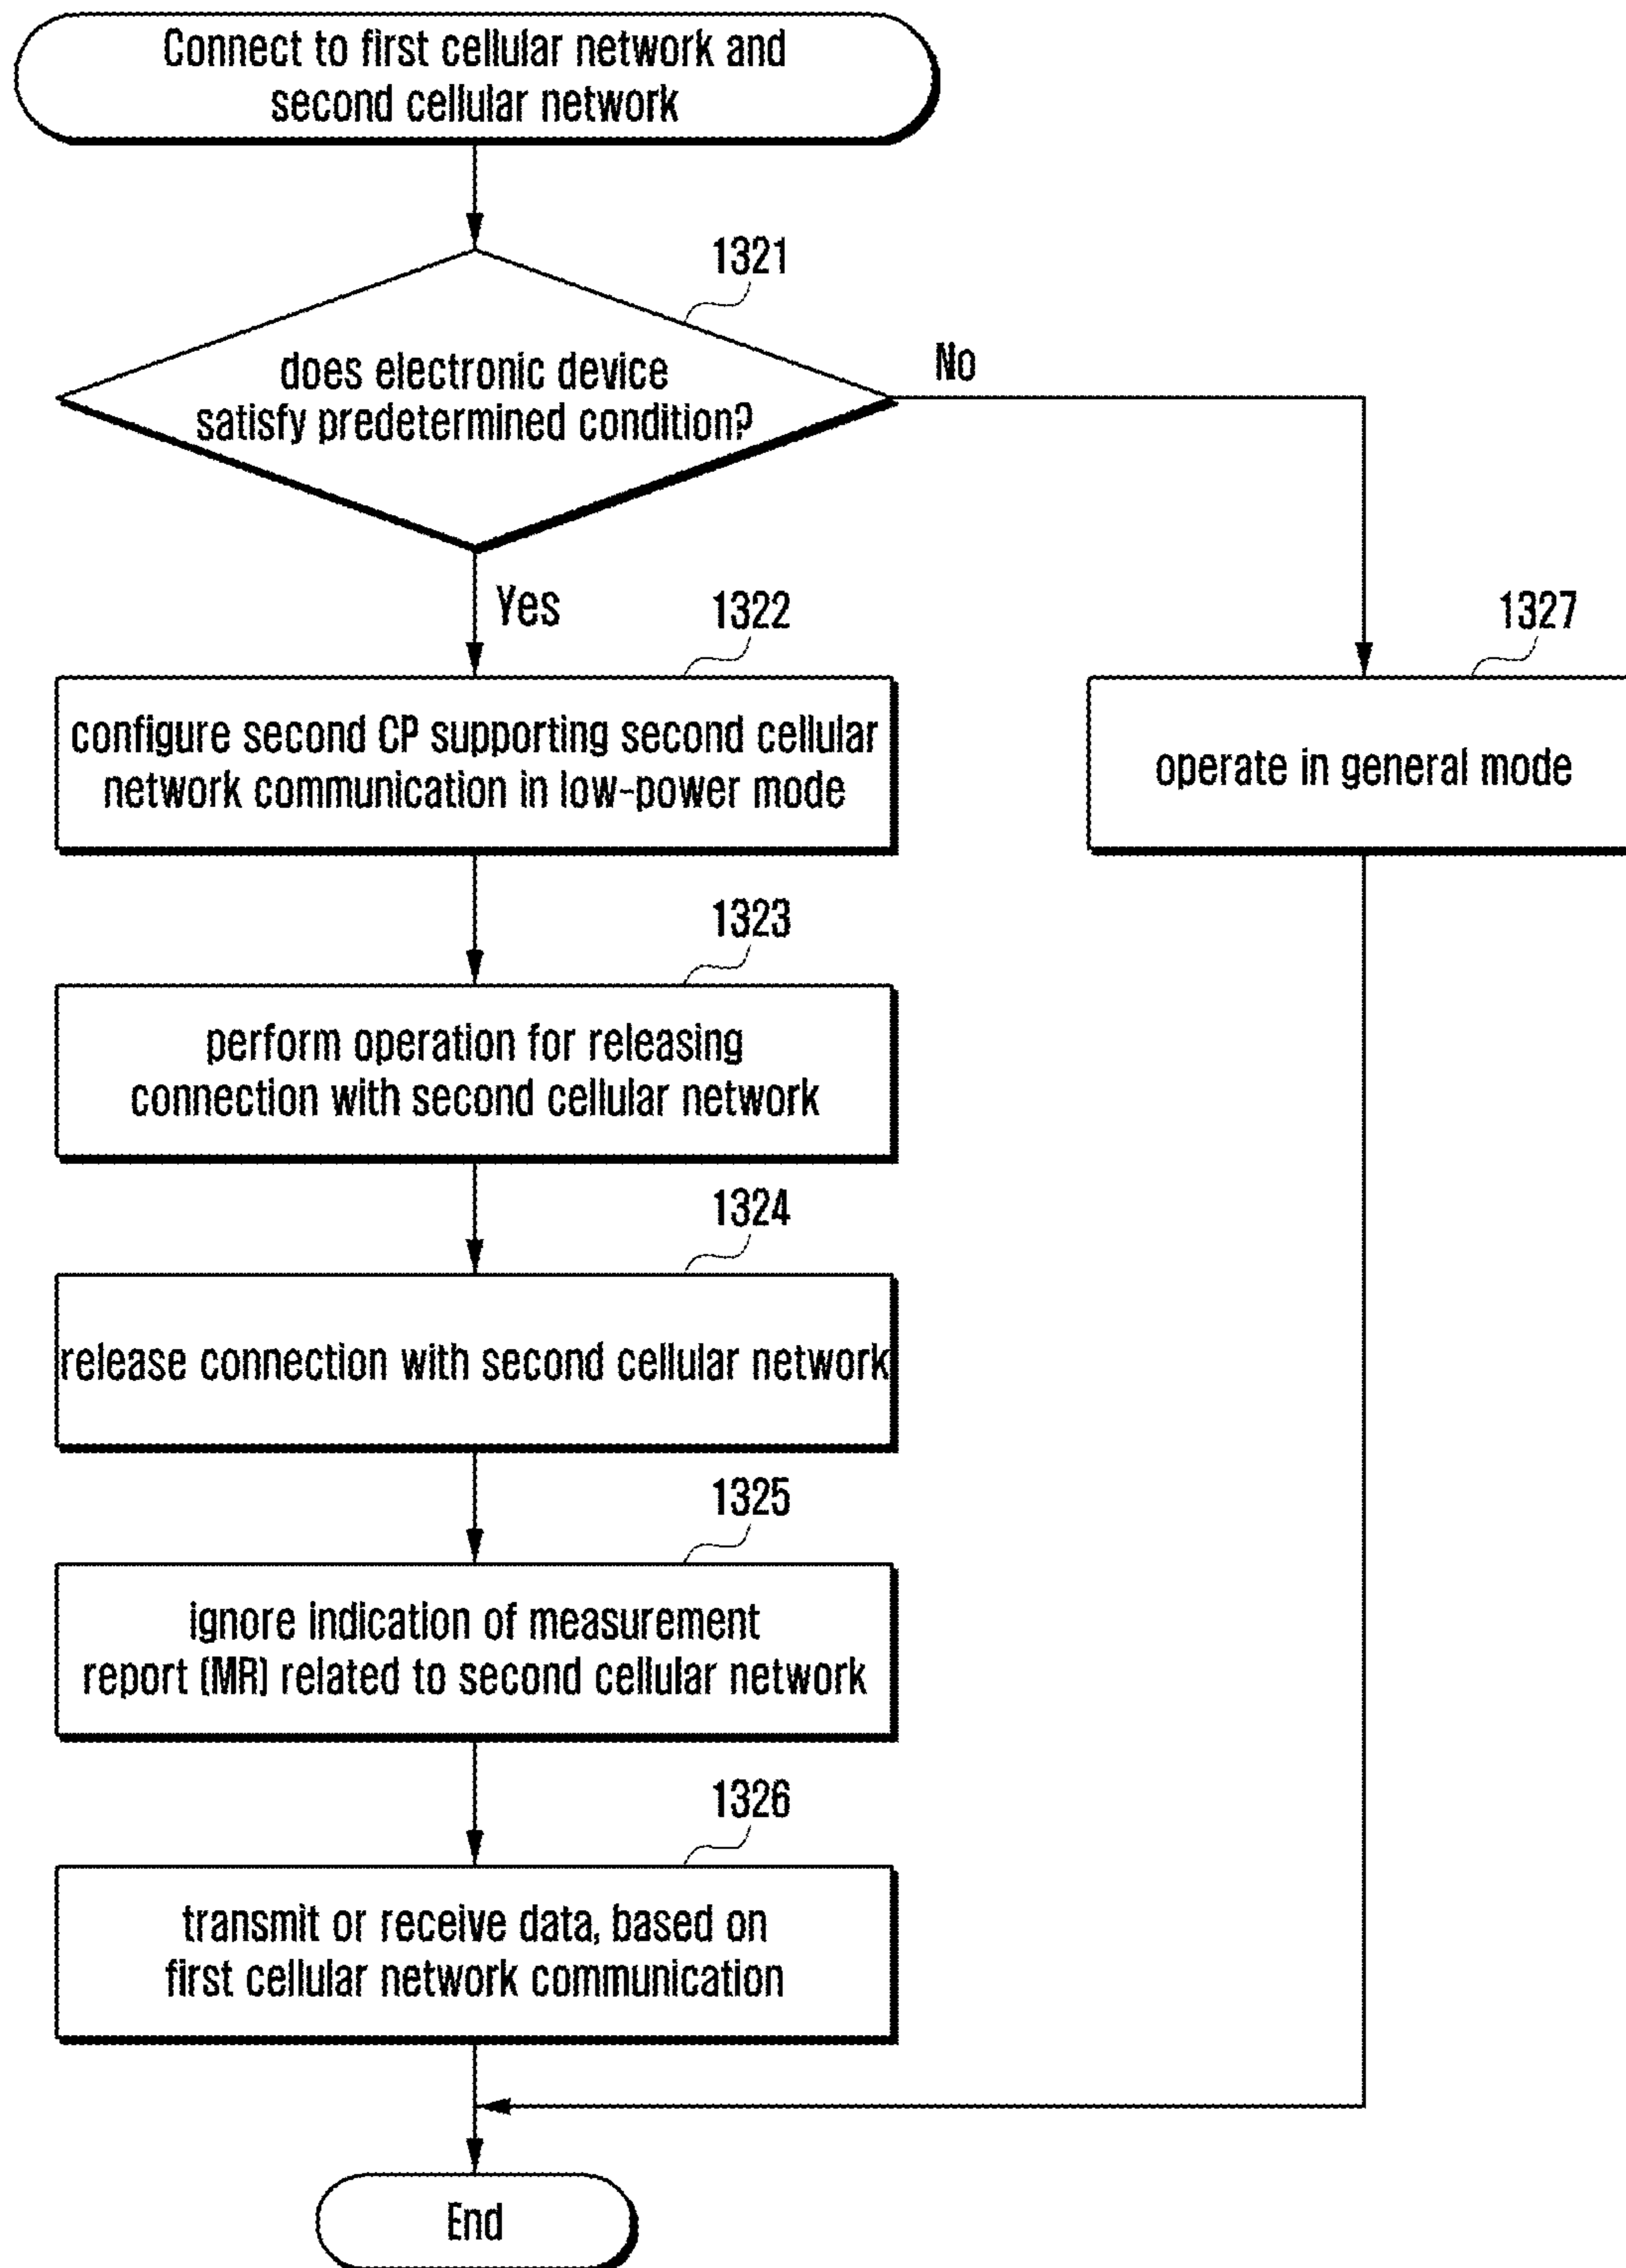 Connect to first cellular network and
second cellular network
1321
does electronic device
satisfy predetermined condition?
No
Yes
1322
1327
configure second CP supporting second cellular
network communication in low-power mode
operate in general mode
1323
perform operation for releasing
connection with second cellular network
1324
release connection with second cellular network
1325
ignore indication of measurement
report (MR) related to second cellular network
1326
transmit or receive data, based on
first cellular network communication
End